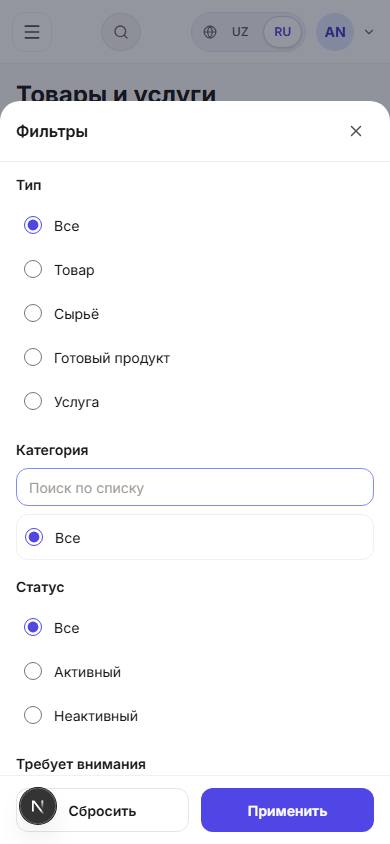 UZ RU AN
Товары и услуги
Фильтры
Тип
Все
Товар
Сырьё
Готовый продукт
Услуга
Категория
Поиск по списку
Все
Статус
Все
Активный
Неактивный
Требует внимания
N Сбросить Применить